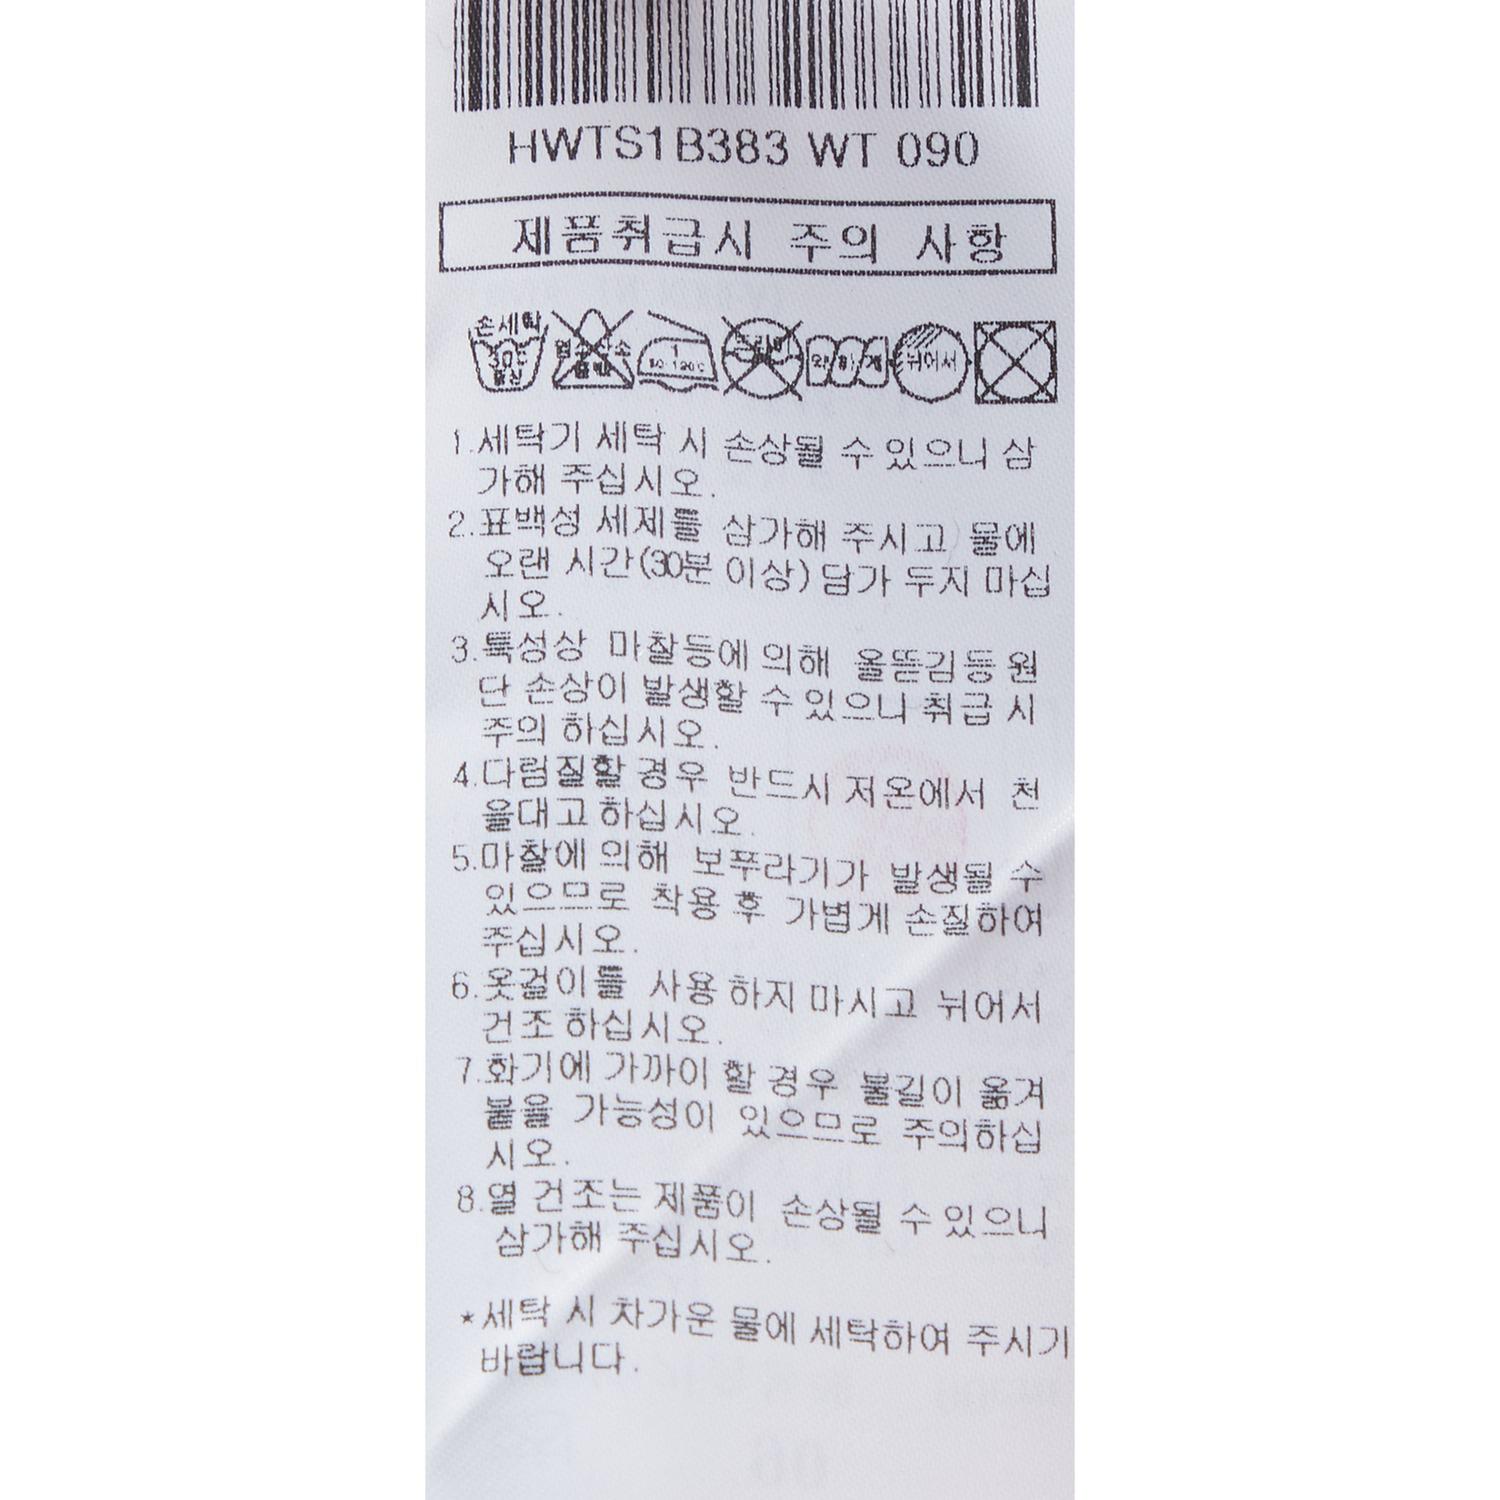 HWTS1B383 WT 090
제품취급시 주의 사항
손세탁 30℃ 중성
염소산소표백
1 80-120℃
드라이
약하게
뉘어서
1.세탁기 세탁 시 손상될 수 있으니 삼
가해 주십시오.
2.표백성 세제를 삼가해 주시고 물에
오랜 시간(30분 이상)담가 두지 마십
시오.
3.특성상 마찰등에 의해 올뜯김등 원
단 손상이 발생할 수 있으니 취급 시
주의 하십시오.
4.다림질할 경우 반드시 저온에서 천
을대고 하십시오.
5.마찰에 의해 보푸라기가 발생될 수
있으므로 착용 후 가볍게 손질하여
주십시오.
6.옷걸이를 사용 하지 마시고 뉘어서
건조 하십시오.
7.화기에 가까이 할 경우 불길이 옮겨
붙을 가능성이 있으므로 주의하십
시오.
8.열 건조는 제품이 손상될 수 있으니
삼가해 주십시오.
*세탁 시 차가운 물에 세탁하여 주시기
바랍니다.